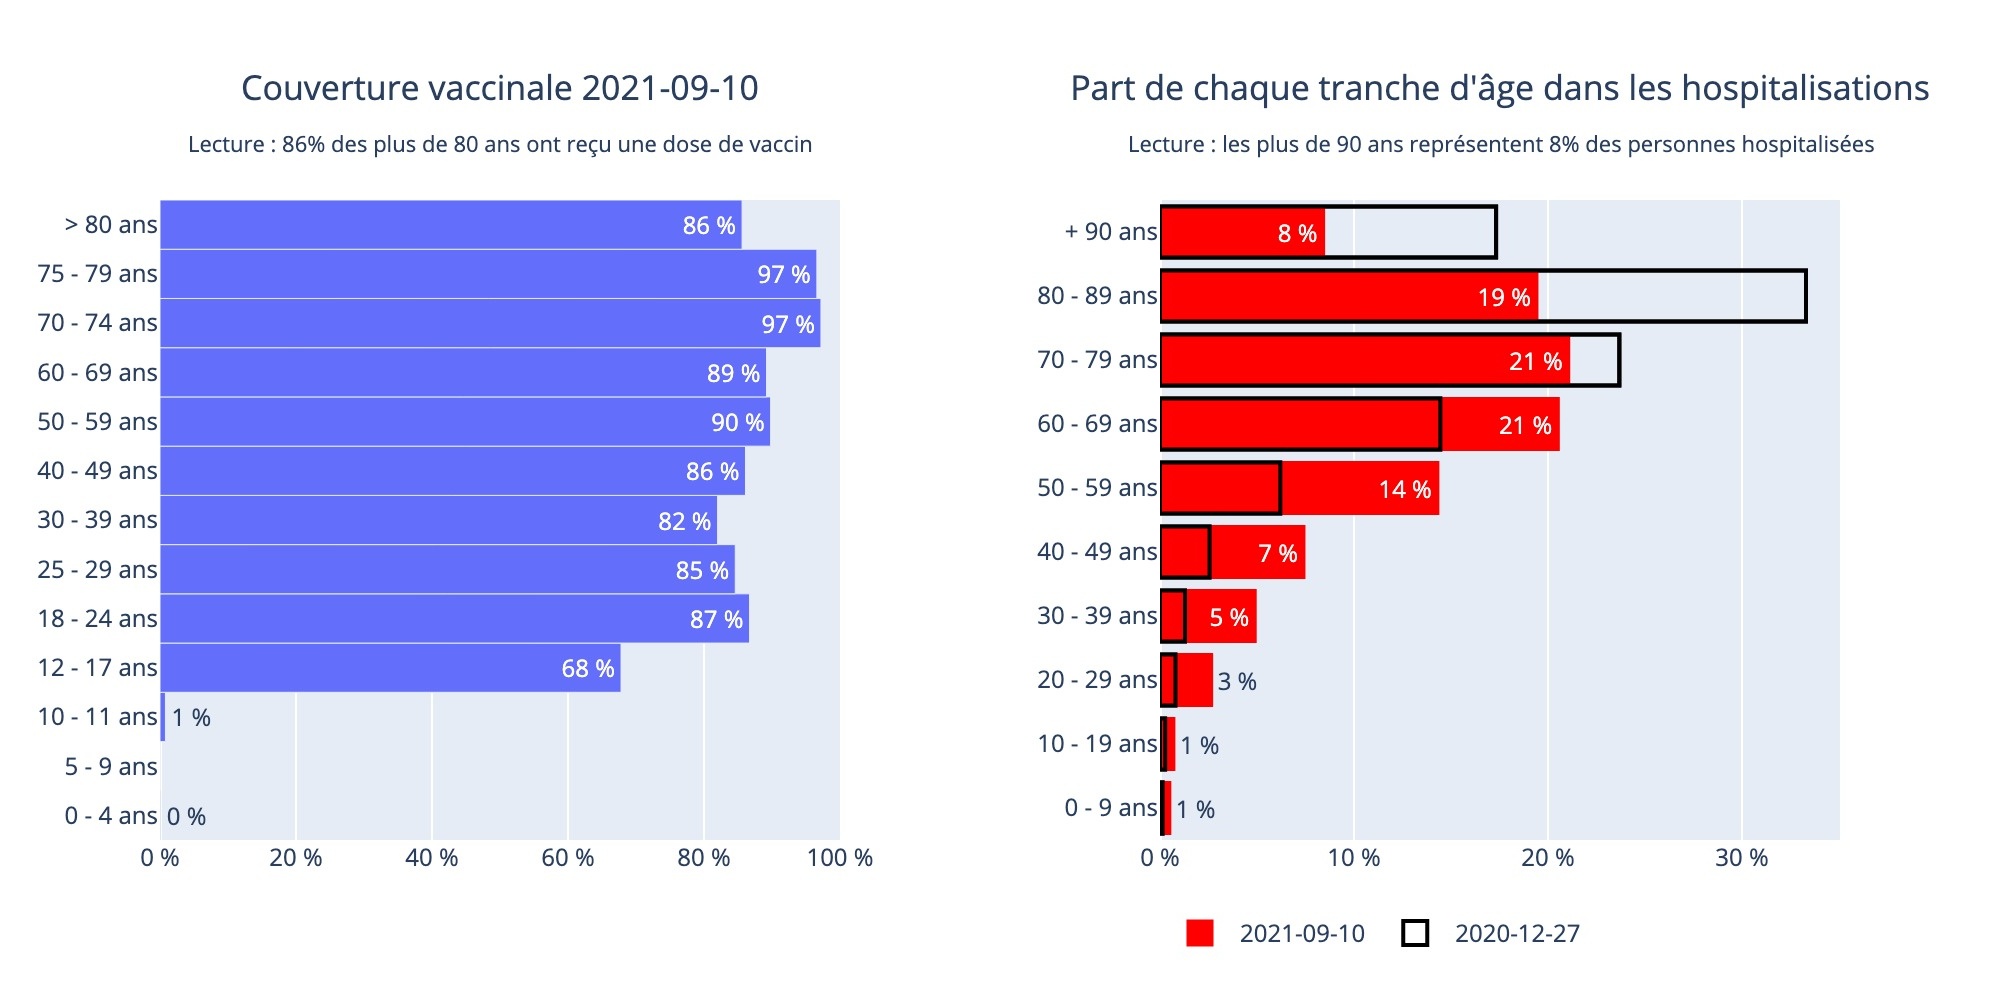 Couverture vaccinale 2021-09-10
Lecture : 86% des plus de 80 ans ont reçu une dose de vaccin
> 80 ans 86 %
75 - 79 ans 97 %
70 - 74 ans 97 %
60 - 69 ans 89 %
50 - 59 ans 90 %
40 - 49 ans 86 %
30 - 39 ans 82 %
25 - 29 ans 85 %
18 - 24 ans 87 %
12 - 17 ans 68 %
10 - 11 ans 1 %
5 - 9 ans
0 - 4 ans 0 %
0 % 20 % 40 % 60 % 80 % 100 %
Part de chaque tranche d'âge dans les hospitalisations
Lecture : les plus de 90 ans représentent 8% des personnes hospitalisées
+ 90 ans 8 %
80 - 89 ans 19 %
70 - 79 ans 21 %
60 - 69 ans 21 %
50 - 59 ans 14 %
40 - 49 ans 7 %
30 - 39 ans 5 %
20 - 29 ans 3 %
10 - 19 ans 1 %
0 - 9 ans 1 %
0 % 10 % 20 % 30 %
2021-09-10 2020-12-27